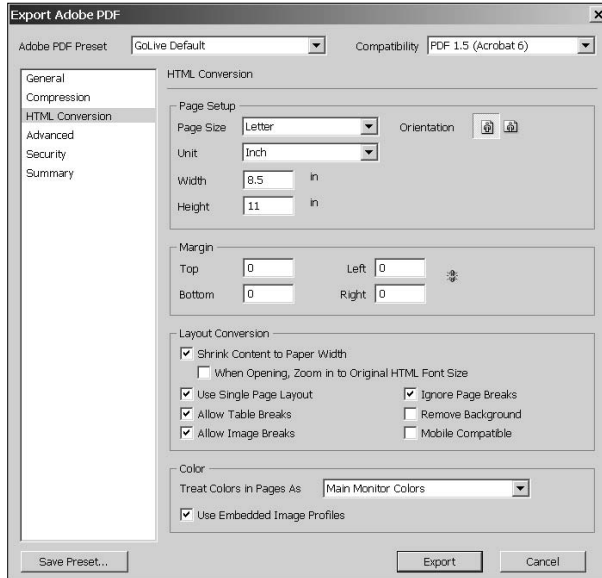 Export Adobe PDF
Adobe PDF Preset GoLive Default Compatibility PDF 1.5 (Acrobat 6)
General
Compression
HTML Conversion
Advanced
Security
Summary
HTML Conversion
Page Setup
Page Size Letter Orientation
Unit Inch
Width 8.5 in
Height 11 in
Margin
Top 0 Left 0
Bottom 0 Right 0
Layout Conversion
Shrink Content to Paper Width
When Opening, Zoom in to Original HTML Font Size
Use Single Page Layout Ignore Page Breaks
Allow Table Breaks Remove Background
Allow Image Breaks Mobile Compatible
Color
Treat Colors in Pages As Main Monitor Colors
Use Embedded Image Profiles
Save Preset... Export Cancel